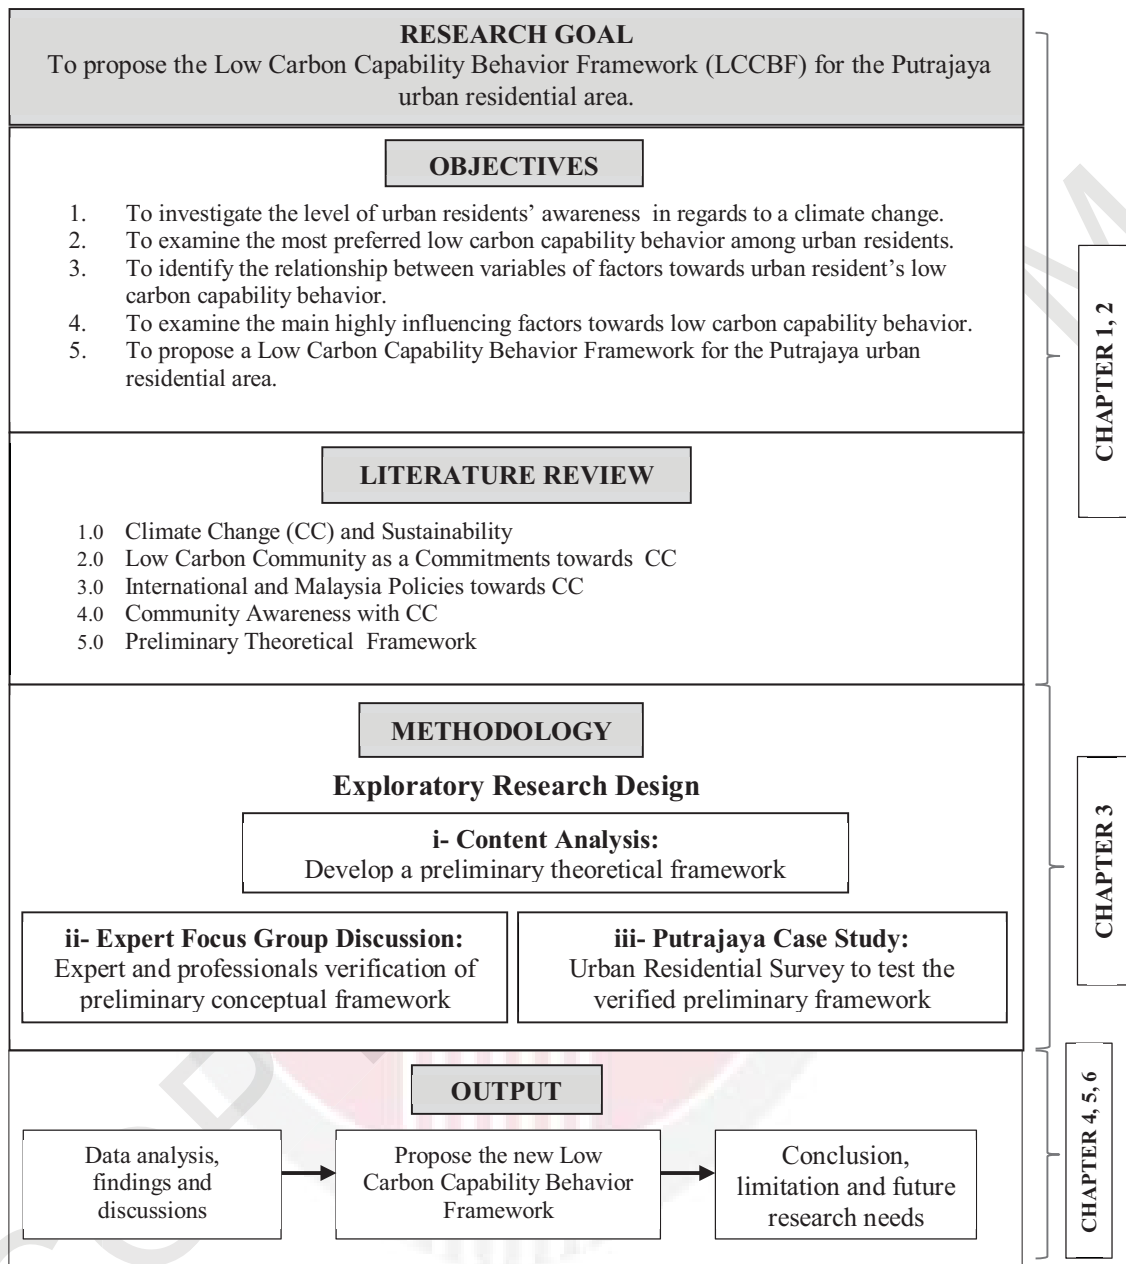 RESEARCH GOAL
To propose the Low Carbon Capability Behavior Framework (LCCBF) for the Putrajaya
urban residential area.
OBJECTIVES
1. To investigate the level of urban residents’ awareness in regards to a climate change.
2. To examine the most preferred low carbon capability behavior among urban residents.
3. To identify the relationship between variables of factors towards urban resident’s low
carbon capability behavior.
4. To examine the main highly influencing factors towards low carbon capability behavior.
5. To propose a Low Carbon Capability Behavior Framework for the Putrajaya urban
residential area.
CHAPTER 1, 2
LITERATURE REVIEW
1.0 Climate Change (CC) and Sustainability
2.0 Low Carbon Community as a Commitments towards CC
3.0 International and Malaysia Policies towards CC
4.0 Community Awareness with CC
5.0 Preliminary Theoretical Framework
METHODOLOGY
Exploratory Research Design
i- Content Analysis:
Develop a preliminary theoretical framework
ii- Expert Focus Group Discussion:
Expert and professionals verification of
preliminary conceptual framework
iii- Putrajaya Case Study:
Urban Residential Survey to test the
verified preliminary framework
CHAPTER 3
OUTPUT
Data analysis,
findings and
discussions
Propose the new Low
Carbon Capability Behavior
Framework
Conclusion,
limitation and future
research needs
CHAPTER 4, 5, 6